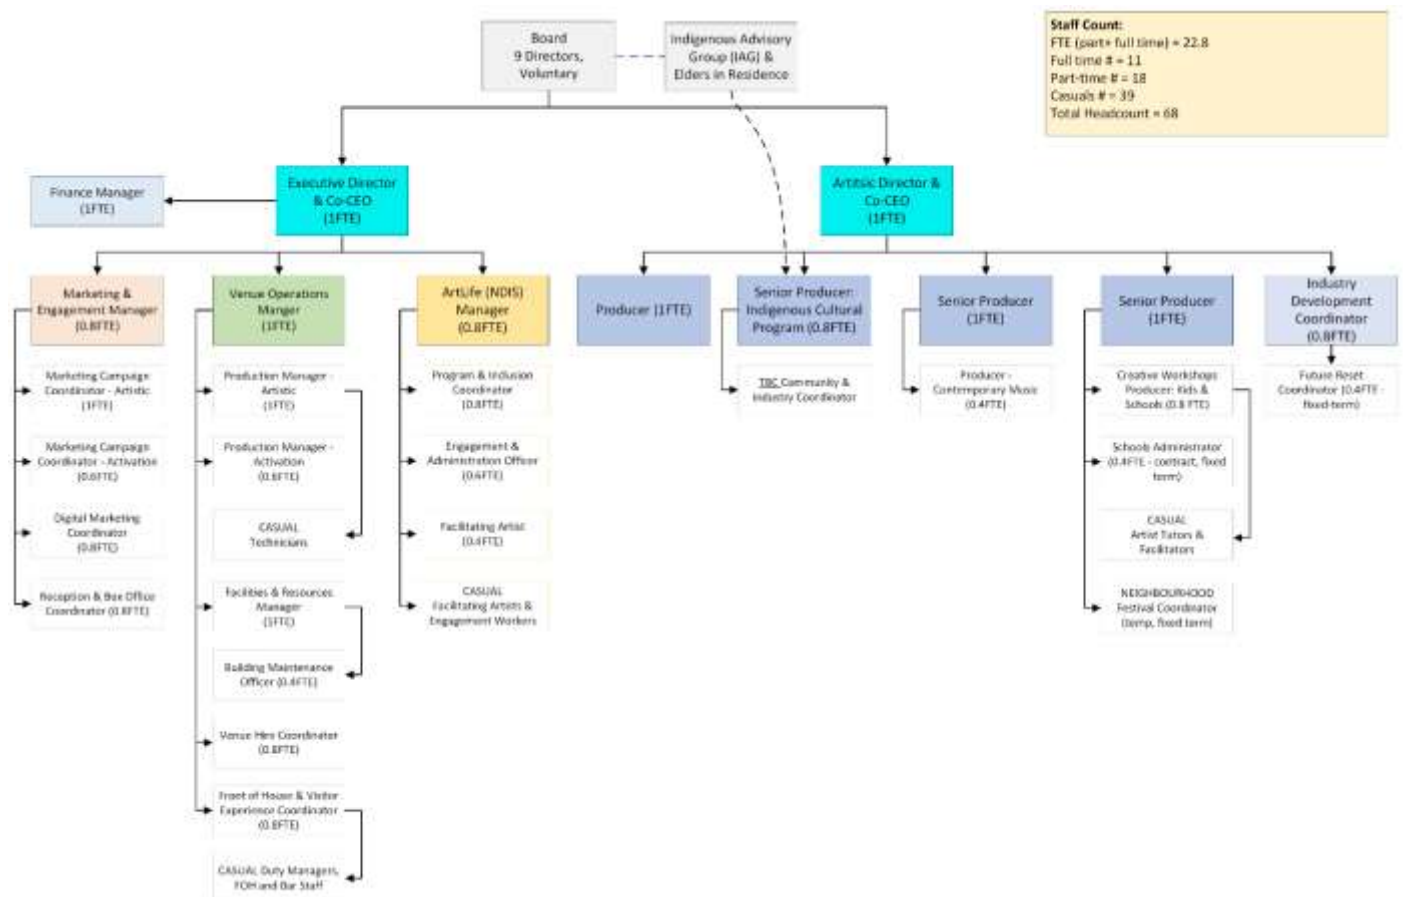 Board
9 Directors,
Voluntary
Indigenous Advisory
Group (IAG) &
Elders in Residence
Staff Count:
FTE (part+ full time) = 22.8
Full time # = 11
Part-time # = 18
Casuals # = 39
Total Headcount = 68
Finance Manager
(1FTE)
Executive Director
& Co-CEO
(1FTE)
Artitsic Director &
Co-CEO
(1FTE)
Marketing &
Engagement Manager
(0.8FTE)
Venue Operations
Manger
(1FTE)
ArtLife (NDIS)
Manager
(0.8FTE)
Producer (1FTE)
Senior Producer:
Indigenous Cultural
Program (0.8FTE)
Senior Producer
(1FTE)
Senior Producer
(1FTE)
Industry
Development
Coordinator
(0.8FTE)
Marketing Campaign
Coordinator - Artistic
(1FTE)
Marketing Campaign
Coordinator - Activation
(0.6FTE)
Digital Marketing
Coordinator
(0.8FTE)
Reception & Box Office
Coordinator (0.8FTE)
Production Manager -
Artistic
(1FTE)
Production Manager -
Activation
(0.6FTE)
CASUAL
Technicians
Facilities & Resources
Manager
(1FTE)
Building Maintenance
Officer (0.4FTE)
Venue Hire Coordinator
(0.8FTE)
Front of House & Visitor
Experience Coordinator
(0.8FTE)
CASUAL Duty Managers,
FOH and Bar Staff
Program & Inclusion
Coordinator
(0.8FTE)
Engagement &
Administration Officer
(0.6FTE)
Facilitating Artist
(0.4FTE)
CASUAL
Facilitating Artists &
Engagement Workers
TBC Community &
Industry Coordinator
Producer -
Contemporary Music
(0.4FTE)
Creative Workshops
Producer: Kids &
Schools (0.8 FTE)
Schools Administrator
(0.4FTE - contract, fixed
term)
CASUAL
Artist Tutors &
Facilitators
NEIGHBOURHOOD
Festival Coordinator
(temp, fixed term)
Future Reset
Coordinator (0.4FTE -
fixed-term)